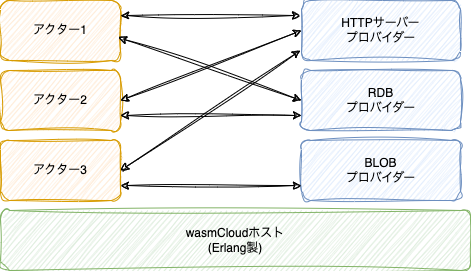 アクター1
HTTPサーバー
プロバイダー
アクター2
RDB
プロバイダー
アクター3
BLOB
プロバイダー
wasmCloudホスト
(Erlang製)